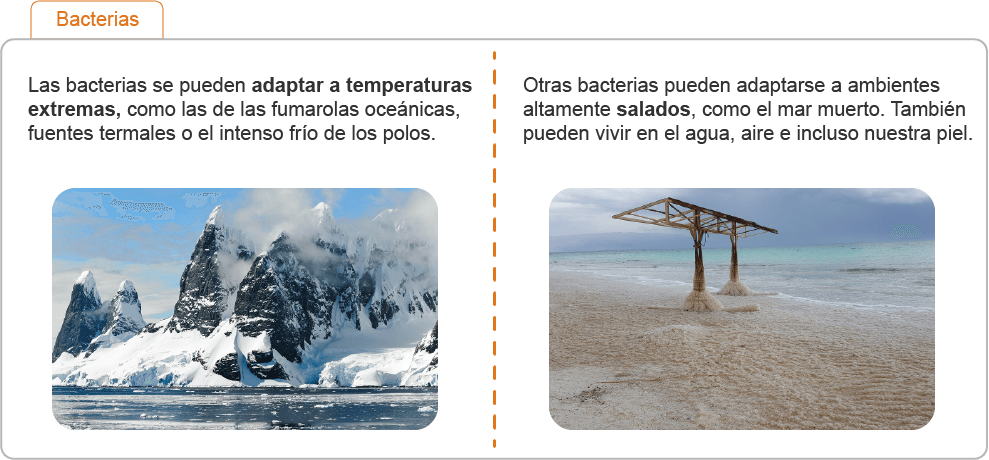 Bacterias
Las bacterias se pueden adaptar a temperaturas
extremas, como las de las fumarolas oceánicas,
fuentes termales o el intenso frío de los polos.
Otras bacterias pueden adaptarse a ambientes
altamente salados, como el mar muerto. También
pueden vivir en el agua, aire e incluso nuestra piel.